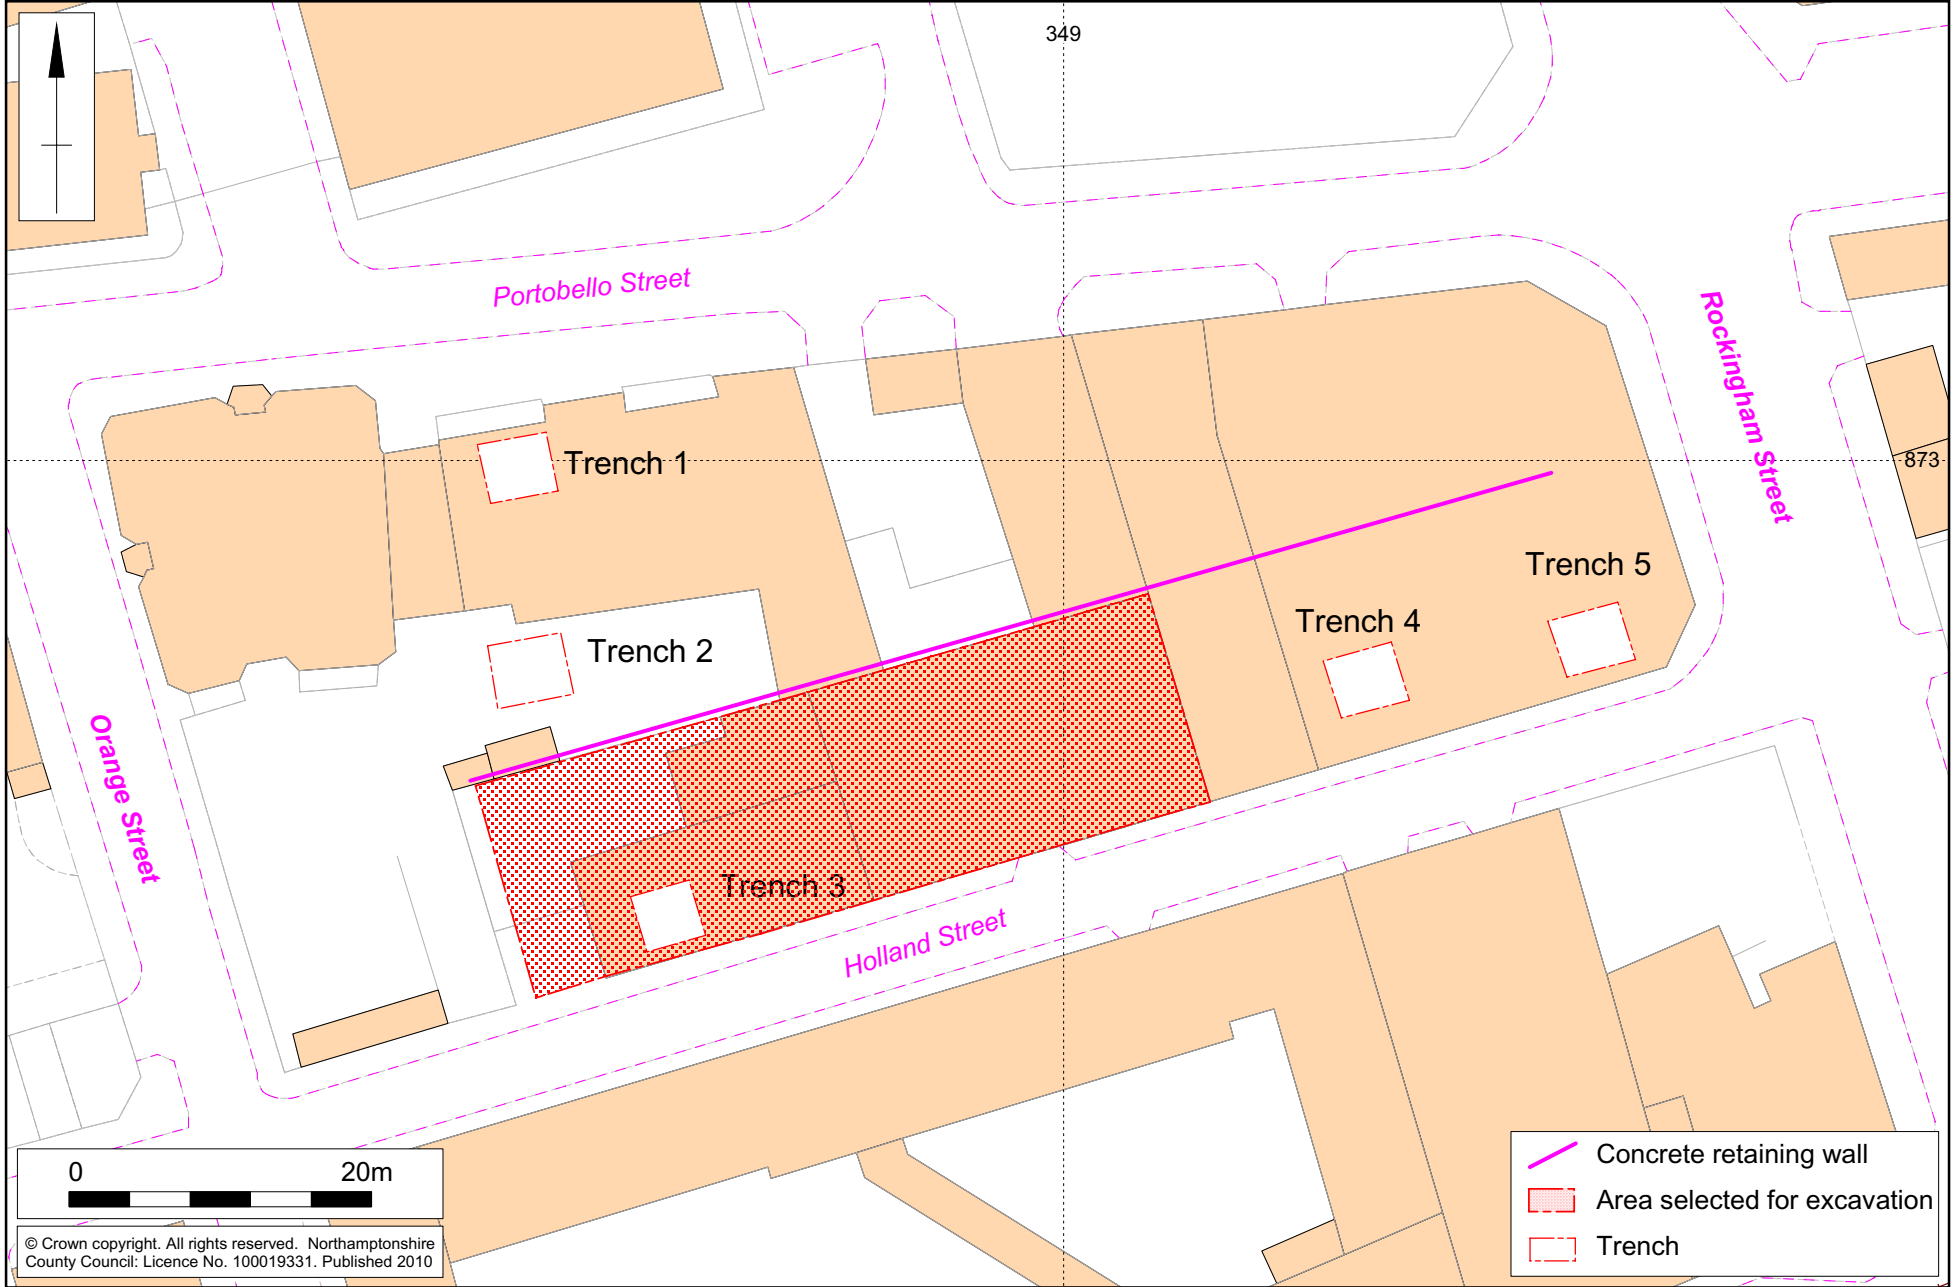 349
Portobello Street
Rockingham Street
Trench 1
873
Trench 5
Trench 4
Trench 2
Orange Street
Trench 3
Holland Street
0 20m
© Crown copyright. All rights reserved. Northamptonshire
County Council: Licence No. 100019331. Published 2010
Concrete retaining wall
Area selected for excavation
Trench